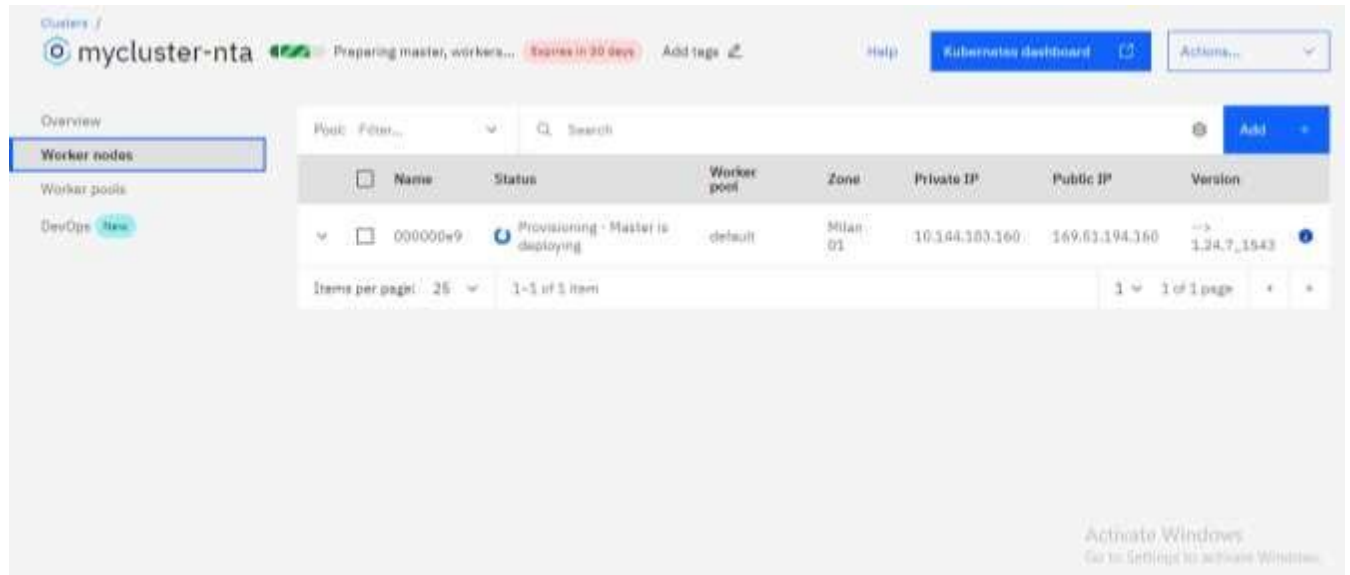 Clusters /
mycluster-nta Preparing master, workers... Expires in 30 days Add tags Help Kubernetes dashboard Actions...
Overview
Worker nodes
Worker pools
DevOps New
Pool: Filter... Search Add +
Name Status Worker pool Zone Private IP Public IP Version
000000e9 Provisioning - Master is deploying default Milan 01 10.144.183.160 169.51.194.160 --> 1.24.7_1543
Items per page: 25 1-1 of 1 item 1 1 of 1 page
Activate Windows
Go to Settings to activate Windows.